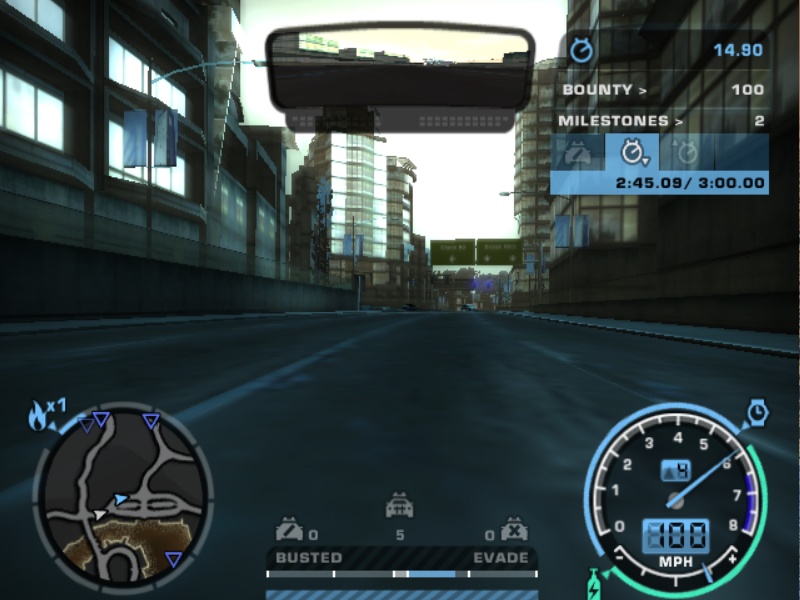 14.90
BOUNTY > 100
MILESTONES > 2
2:45.09/ 3:00.00
x1
0 1 2 3 4 5 6 7 8
4
100
MPH
0 5 0
BUSTED EVADE